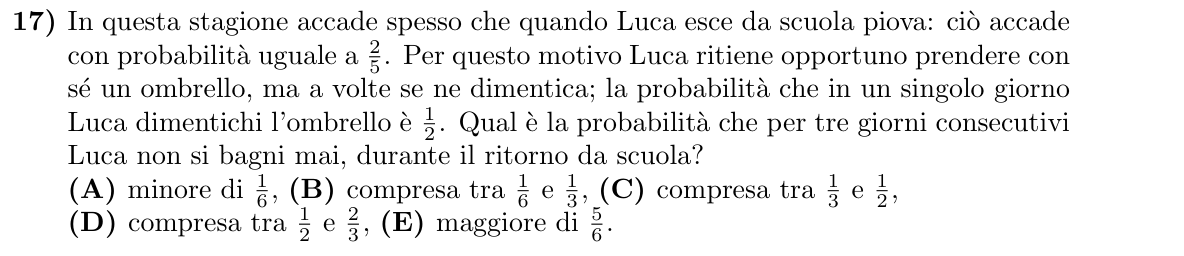 17) In questa stagione accade spesso che quando Luca esce da scuola piova: ciò accade
con probabilità uguale a 2/5. Per questo motivo Luca ritiene opportuno prendere con
sé un ombrello, ma a volte se ne dimentica; la probabilità che in un singolo giorno
Luca dimentichi l'ombrello è 1/2. Qual è la probabilità che per tre giorni consecutivi
Luca non si bagni mai, durante il ritorno da scuola?
(A) minore di 1/6, (B) compresa tra 1/6 e 1/3, (C) compresa tra 1/3 e 1/2,
(D) compresa tra 1/2 e 2/3, (E) maggiore di 5/6.